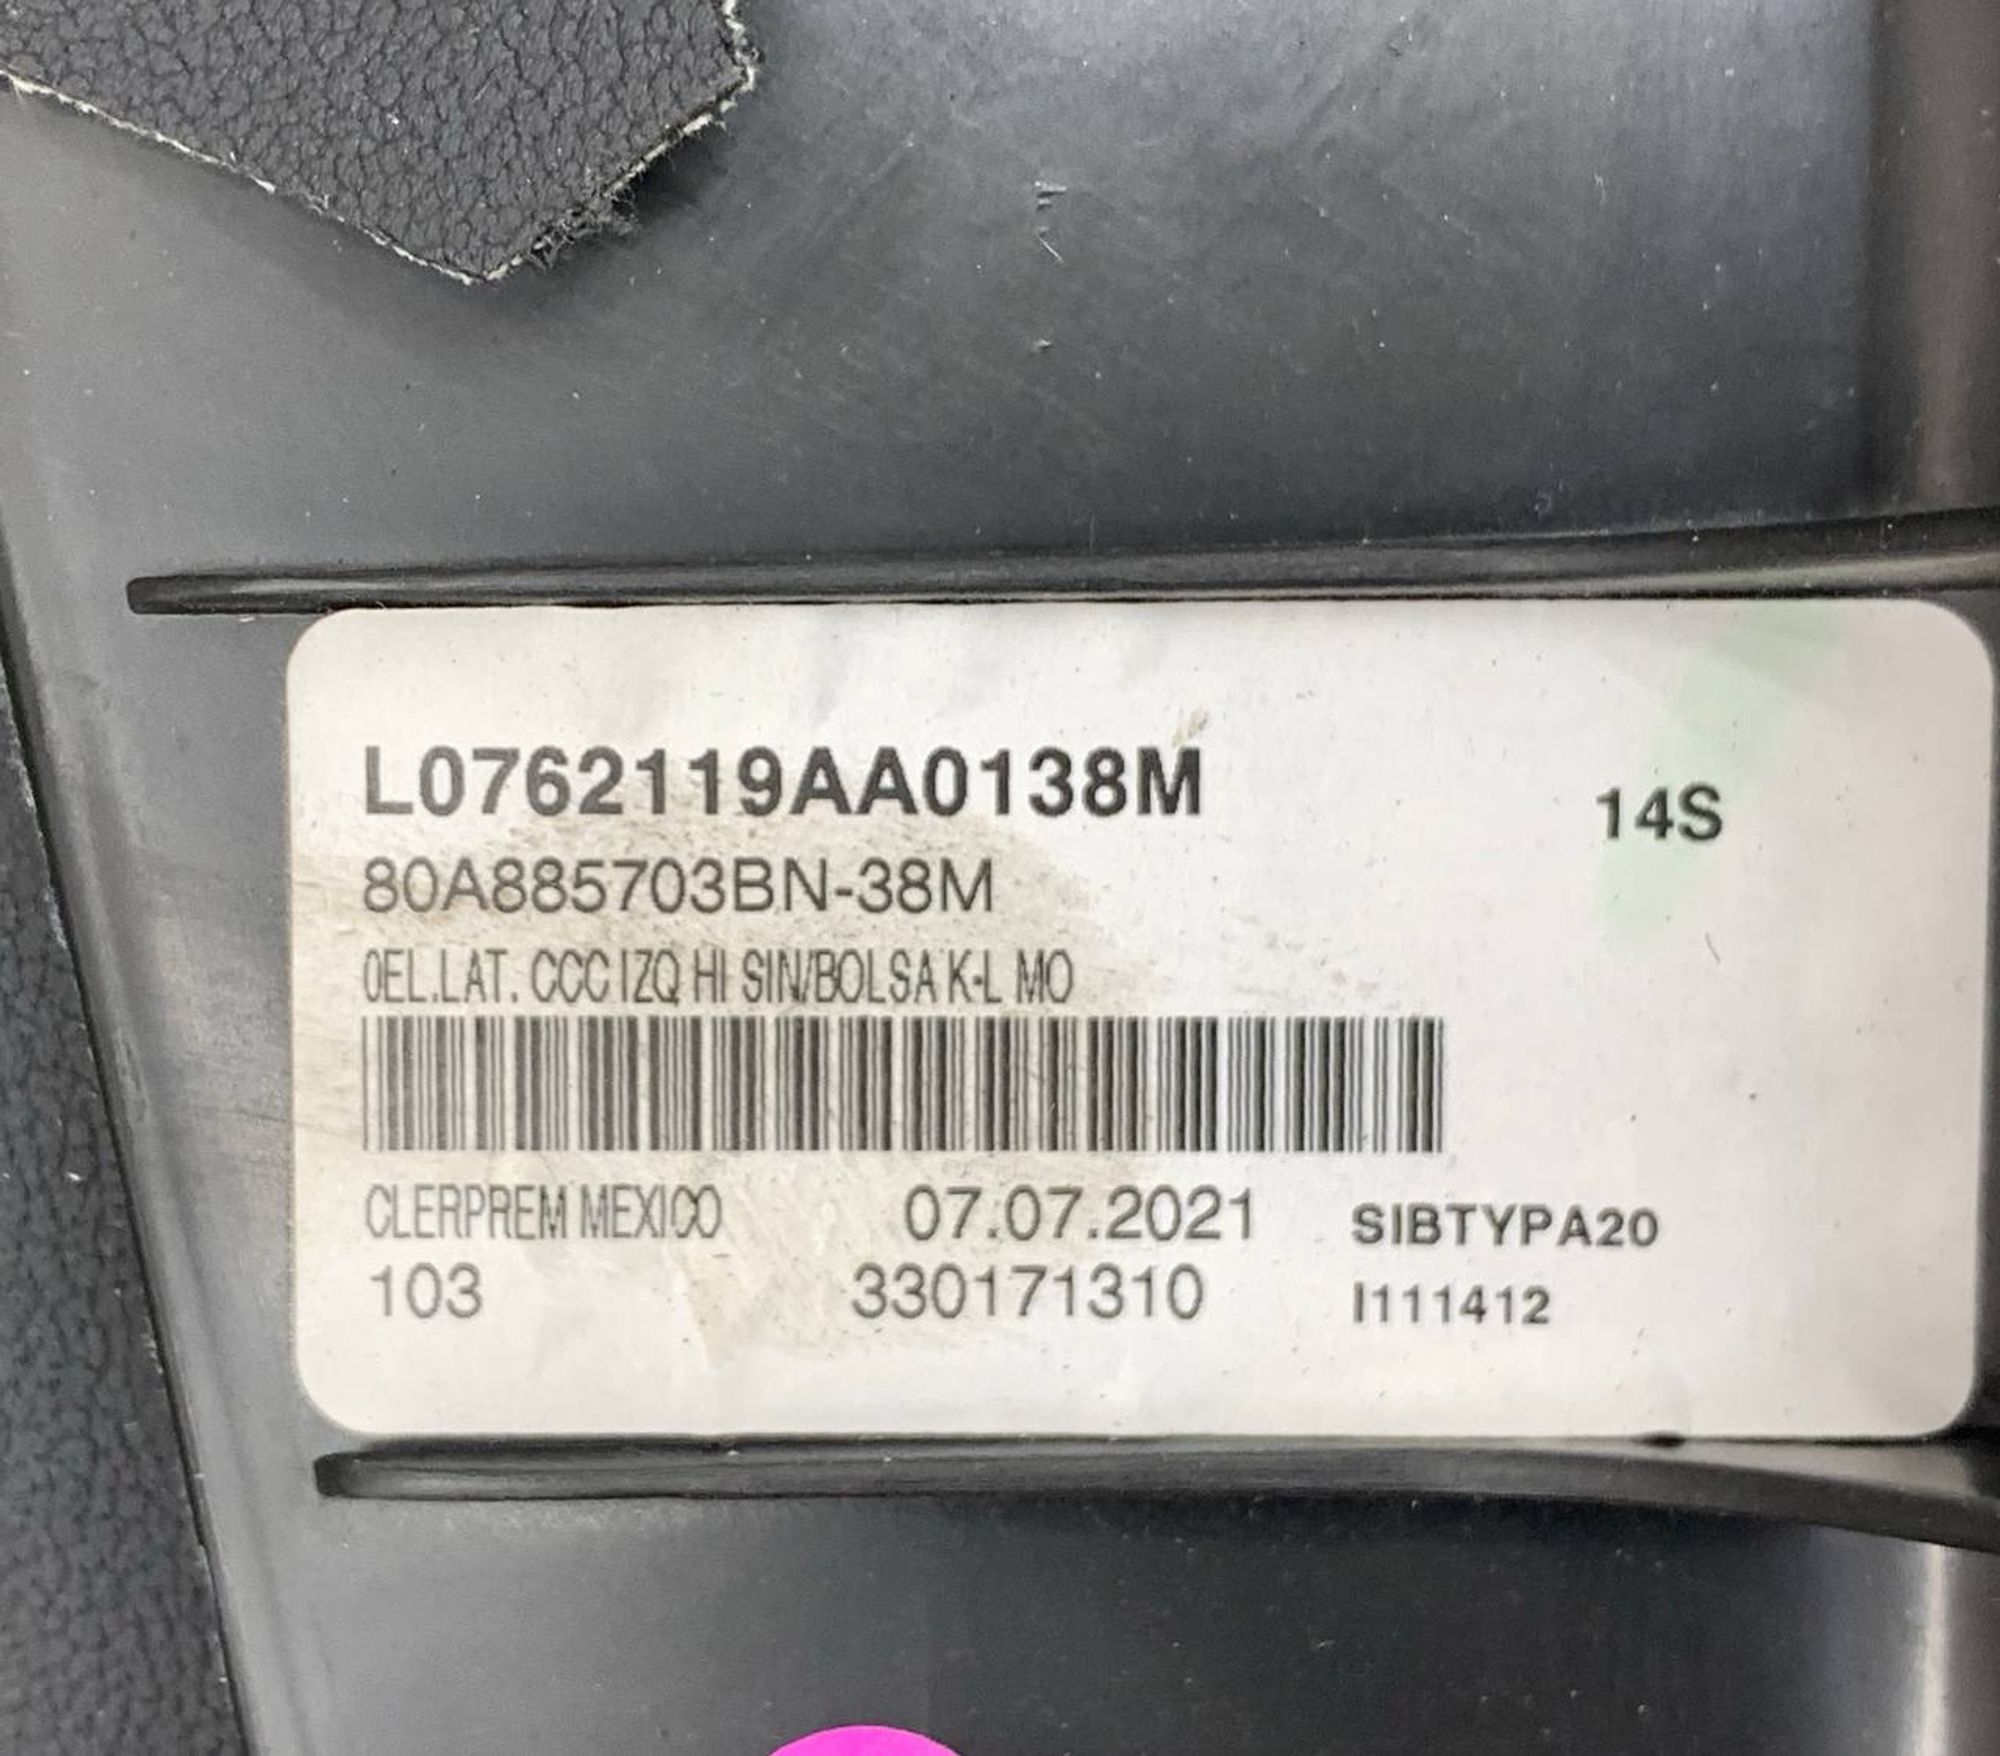 L0762119AA0138M
14S
80A885703BN-38M
0EL.LAT. CCC IZQ HI SIN/BOLSA K-L MO
CLERPREM MEXICO 07.07.2021 SIBTYPA20
103 330171310 I111412